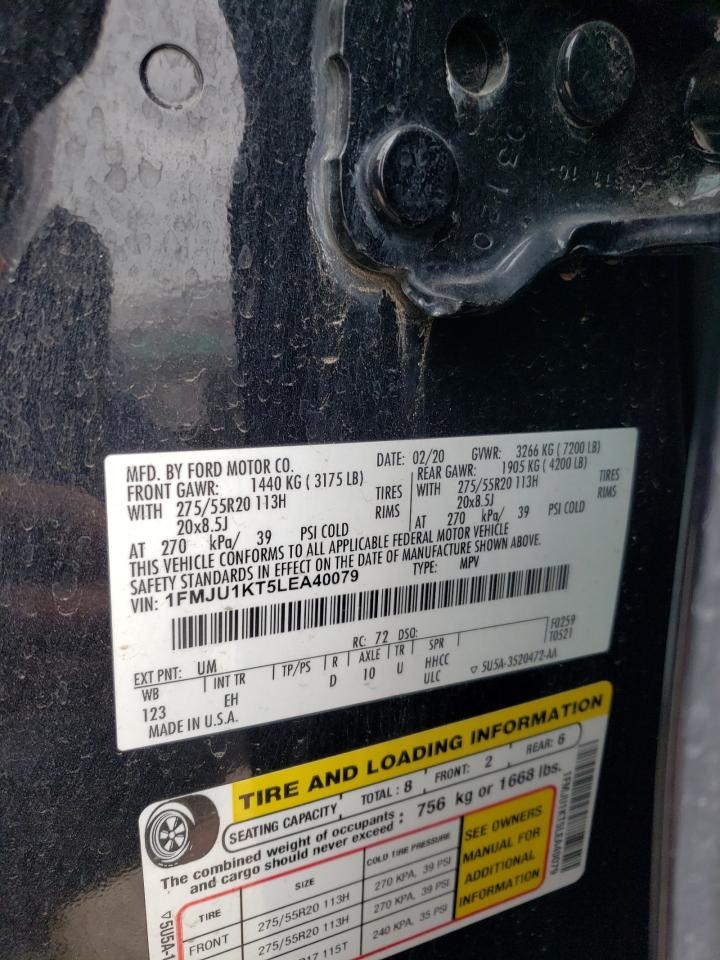 MFD. BY FORD MOTOR CO.
DATE: 02/20 GVWR: 3266 KG ( 7200 LB)
FRONT GAWR: 1440 KG ( 3175 LB)
REAR GAWR: 1905 KG ( 4200 LB)
WITH 275/55R20 113H TIRES
WITH 275/55R20 113H TIRES
20x8.5J RIMS
20x8.5J RIMS
AT 270 kPa/ 39 PSI COLD
AT 270 kPa/ 39 PSI COLD
THIS VEHICLE CONFORMS TO ALL APPLICABLE FEDERAL MOTOR VEHICLE
SAFETY STANDARDS IN EFFECT ON THE DATE OF MANUFACTURE SHOWN ABOVE.
VIN: 1FMJU1KT5LEA40079 TYPE: MPV
F0259
T0521
EXT PNT: UM RC: 72 DSO:
WB INT TR TP/PS R AXLE TR SPR
123 EH D 10 U HHCC
ULC
5U5A-3520472-AA
MADE IN U.S.A.
TIRE AND LOADING INFORMATION
SEATING CAPACITY TOTAL : 8 FRONT: 2 REAR: 6
The combined weight of occupants and cargo should never exceed : 756 kg or 1668 lbs.
TIRE SIZE COLD TIRE PRESSURE
FRONT 275/55R20 113H 270 KPA, 39 PSI
275/55R20 113H 270 KPA, 39 PSI
17 115T 240 KPA, 35 PSI
SEE OWNERS
MANUAL FOR
ADDITIONAL
INFORMATION
1FMJU1KT5LEA40079
5U5A-1